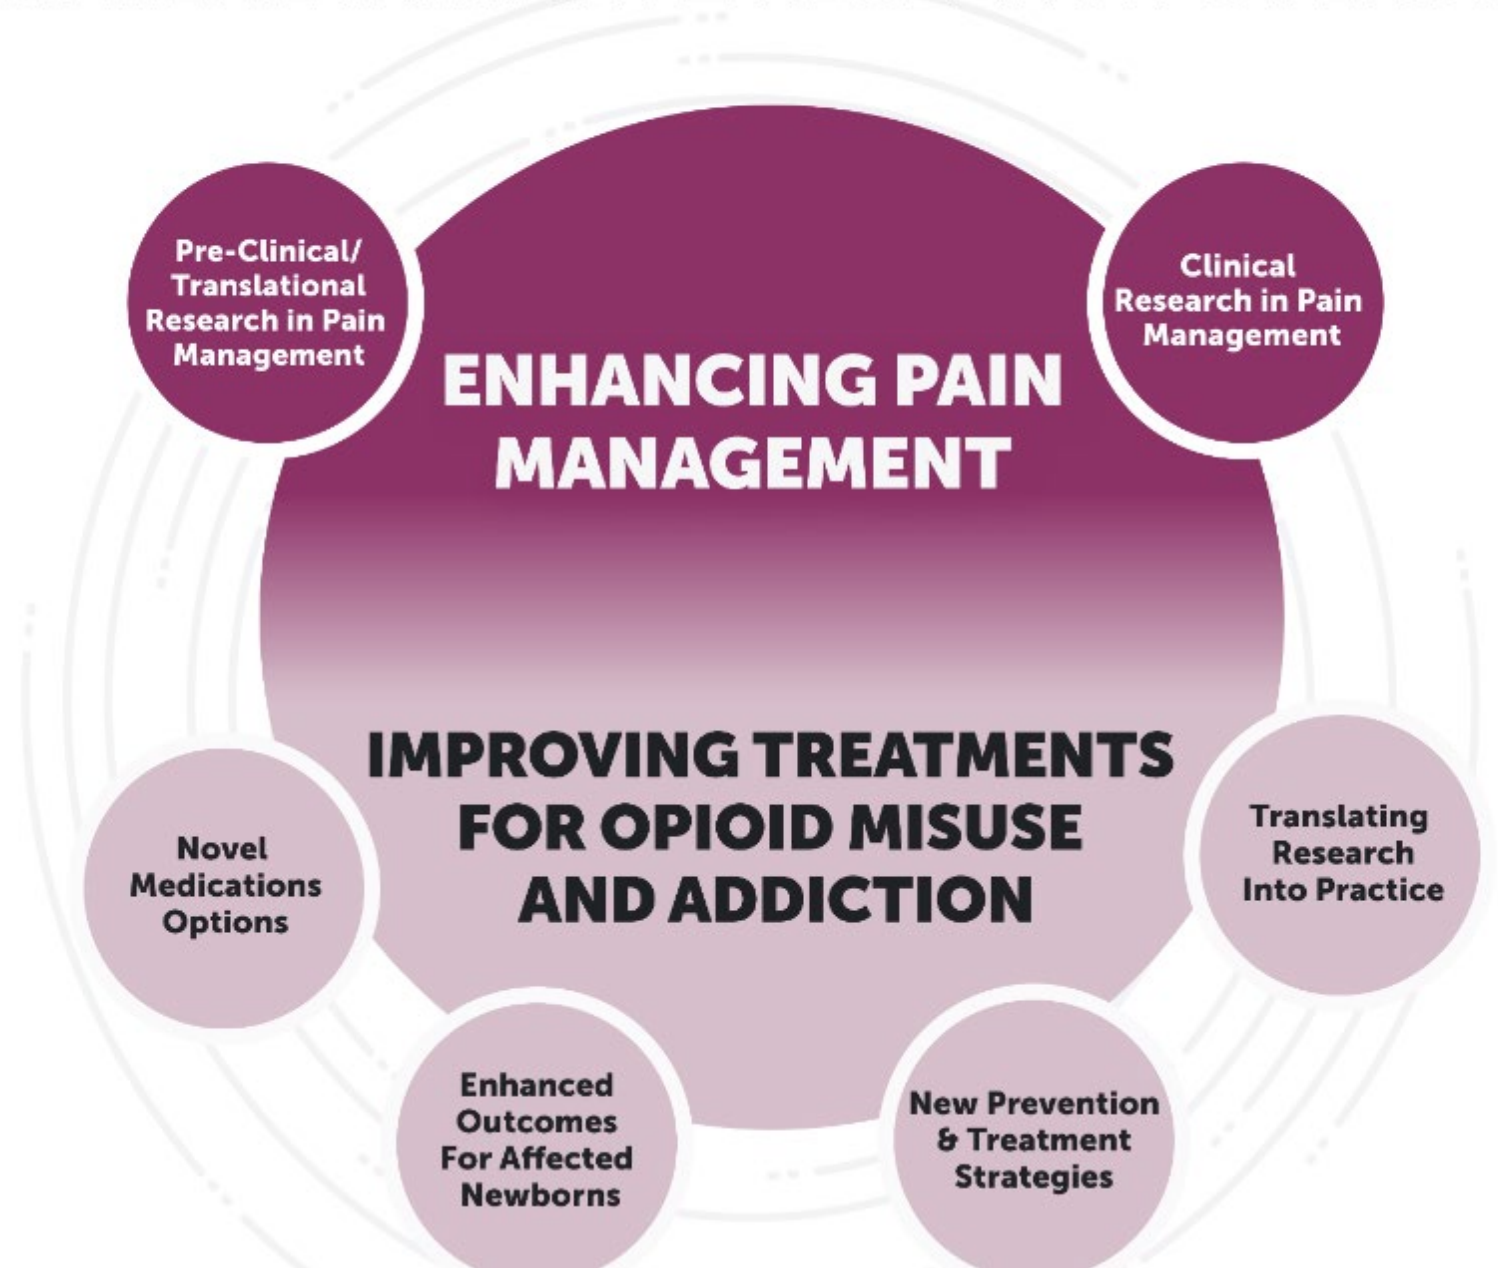 Pre-Clinical/
Translational
Research in Pain
Management
Clinical
Research in Pain
Management
ENHANCING PAIN
MANAGEMENT
IMPROVING TREATMENTS
FOR OPIOID MISUSE
AND ADDICTION
Novel
Medications
Options
Translating
Research
Into Practice
Enhanced
Outcomes
For Affected
Newborns
New Prevention
& Treatment
Strategies